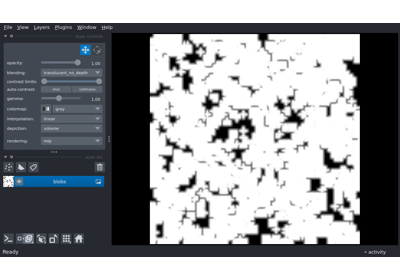 File View Layers Plugins Window Help
opacity: 1.00
blending: translucent_no_depth
contrast limits:
auto-contrast: once continuous
gamma: 1.00
colormap: gray
interpolation: linear
depiction: volume
rendering: mip
blobs
Ready activity